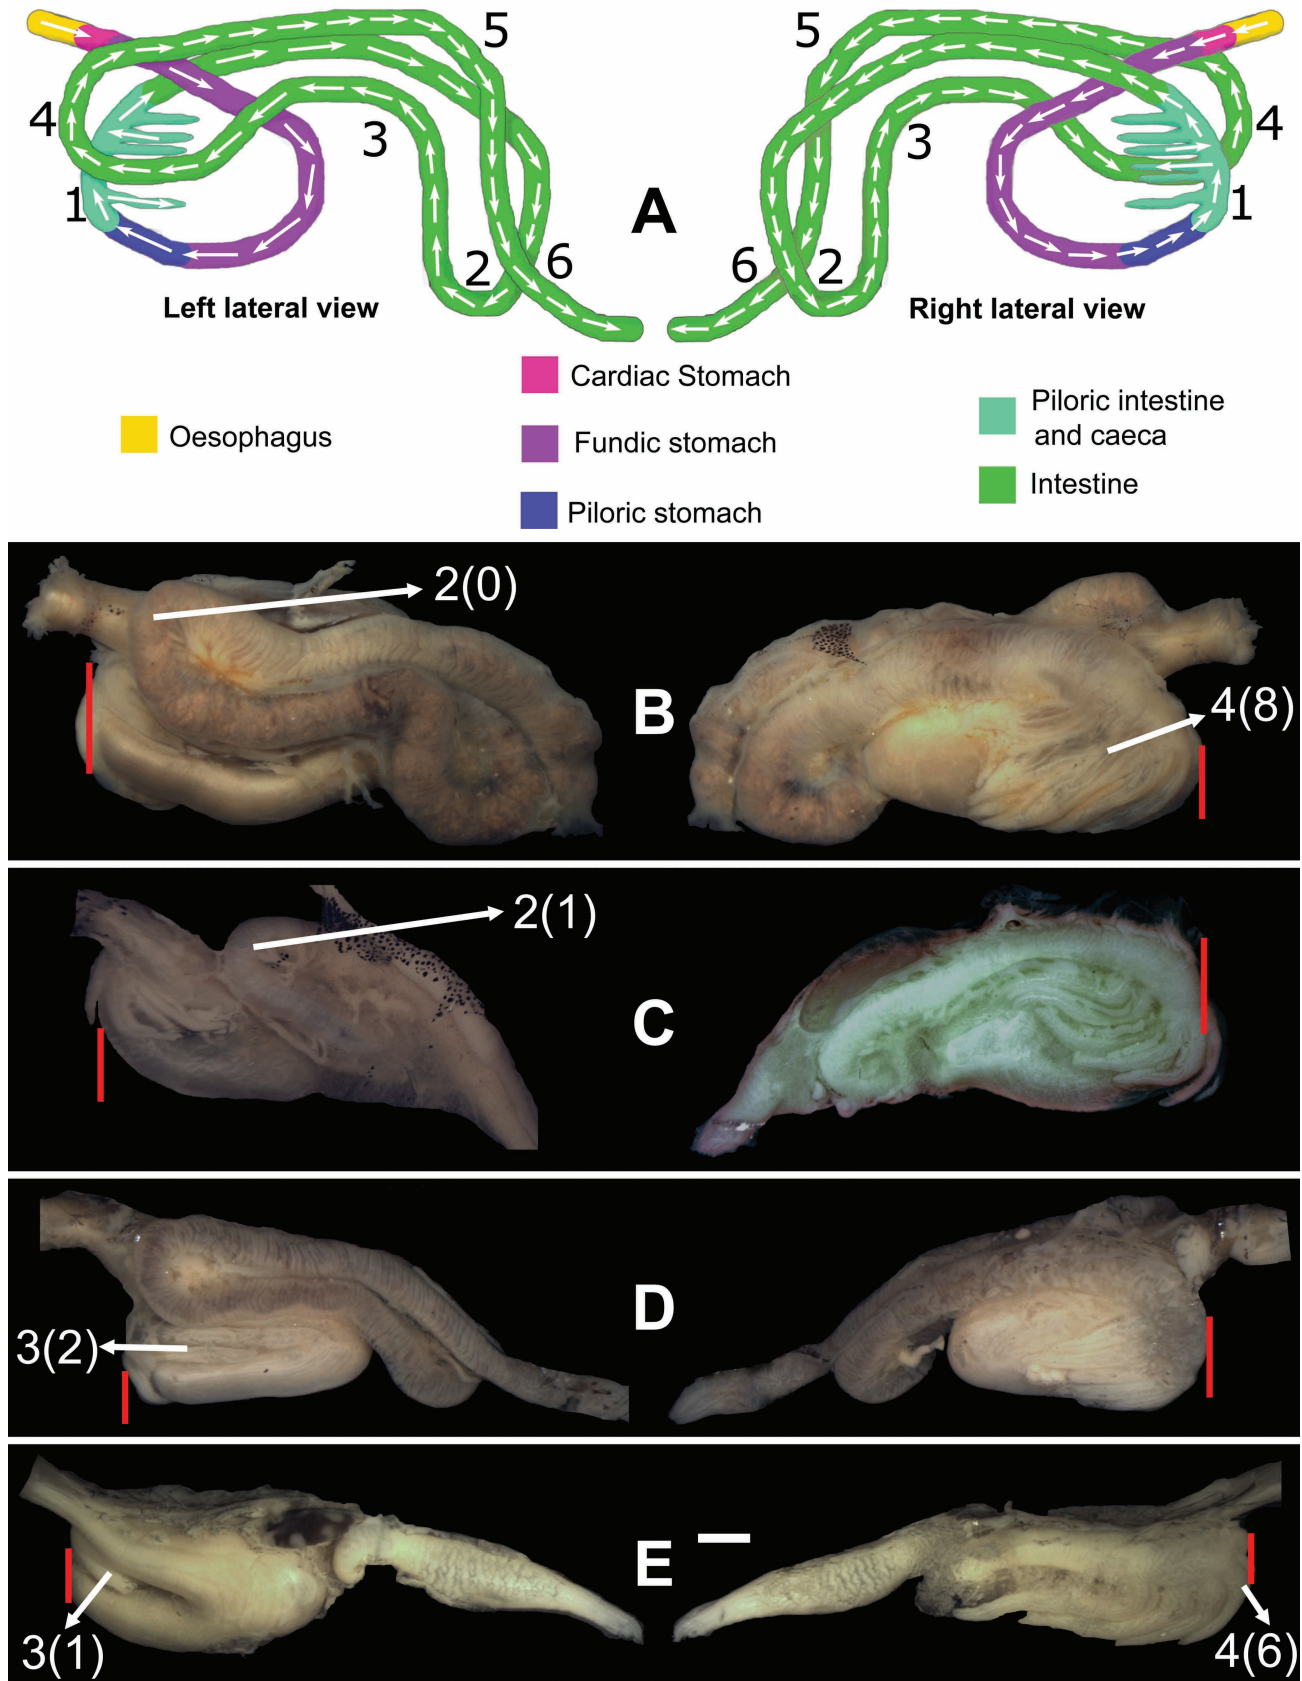 5 5
4 3 3 4
1 1
A
2 6 6 2
Left lateral view Right lateral view
Cardiac Stomach
Oesophagus Fundic stomach Piloric intestine
and caeca
Piloric stomach Intestine
2(0)
B 4(8)
2(1)
C
D
3(2)
E
3(1) 4(6)